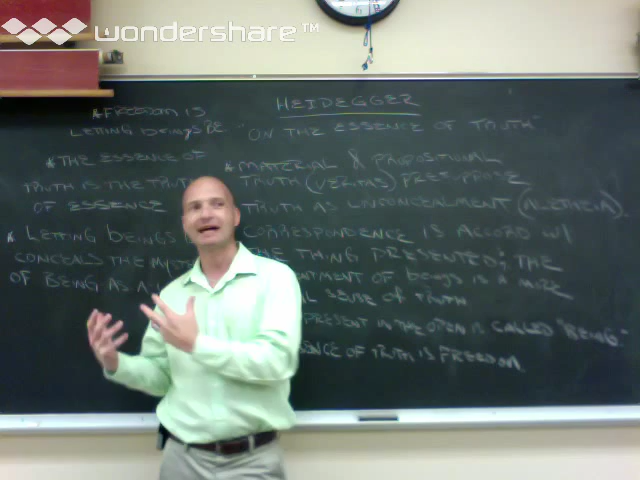 wondershare™
HEIDEGGER
"ON THE ESSENCE OF TRUTH"
*FREEDOM IS
LETTING BEINGS BE
*THE ESSENCE OF
TRUTH IS THE TRUTH
OF ESSENCE
*LETTING BEINGS
CONCEALS THE
OF BEING AS A
*MATERIAL & PROPOSITIONAL
TRUTH (VERITAS) PRESUPPOSE
TRUTH AS UNCONCEALMENT (ALETHEIA).
CORRESPONDENCE IS ACCORD W/
THE THING PRESENTED; THE
OF BEINGS IS A MORE
SENSE OF TRUTH
PRESENT IN THE OPEN IS CALLED "BEING."
OF TRUTH IS FREEDOM.